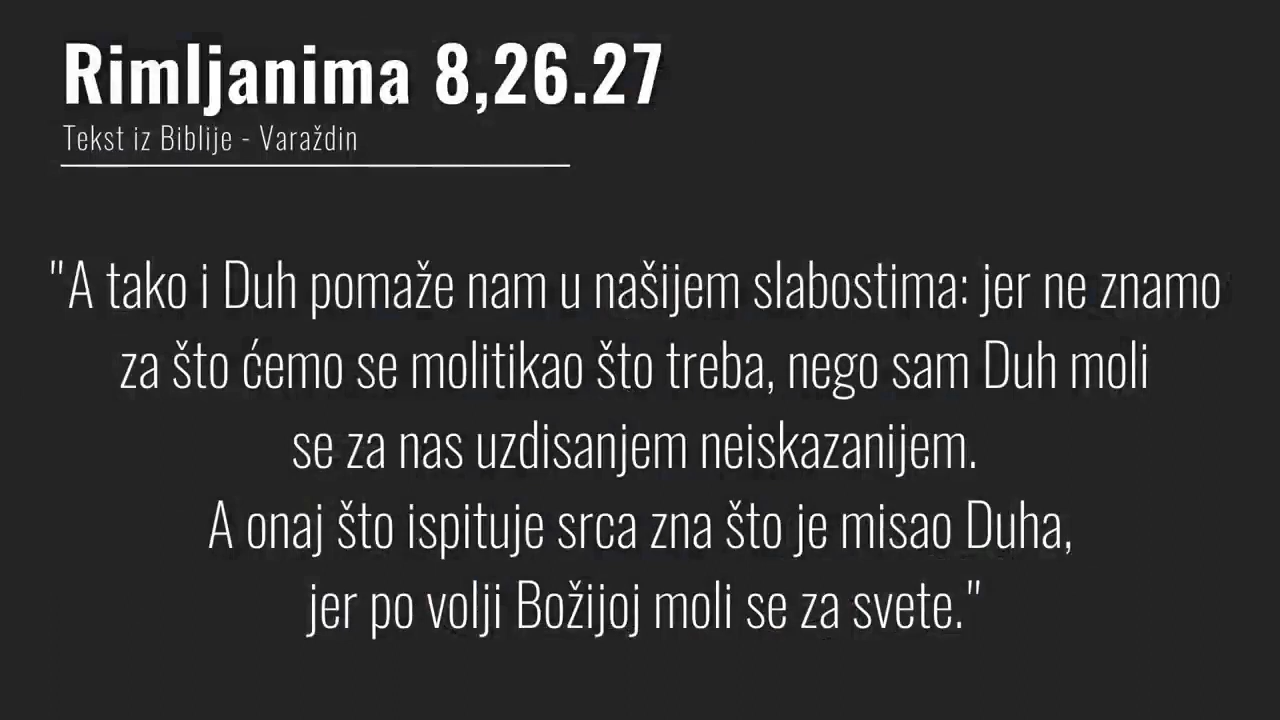 Rimljanima 8,26.27
Tekst iz Biblije - Varaždin
"A tako i Duh pomaže nam u našijem slabostima: jer ne znamo
za što ćemo se molitikao što treba, nego sam Duh moli
se za nas uzdisanjem neiskazanijem.
A onaj što ispituje srca zna što je misao Duha,
jer po volji Božijoj moli se za svete."